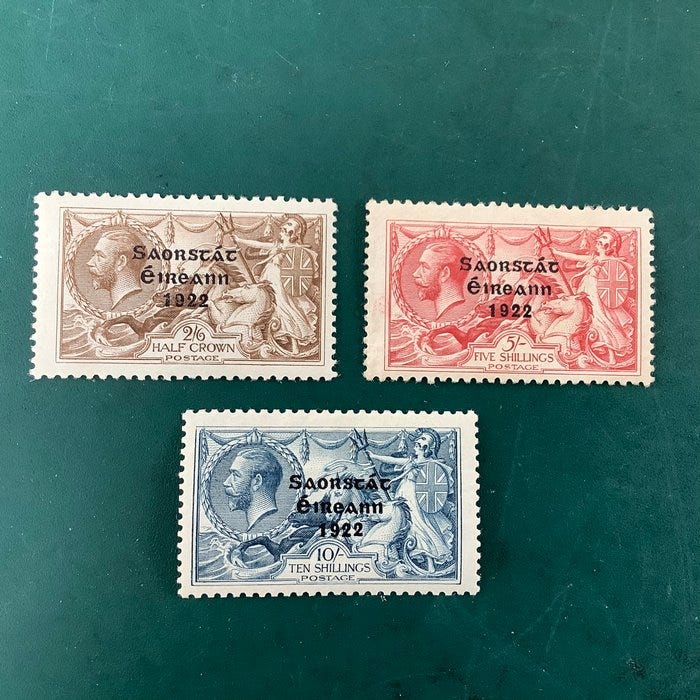 Saorstát
Éireann
1922
2/6
HALF CROWN
POSTAGE
Saorstát
Éireann
1922
5/-
FIVE SHILLINGS
POSTAGE
Saorstát
Éireann
1922
10/-
TEN SHILLINGS
POSTAGE